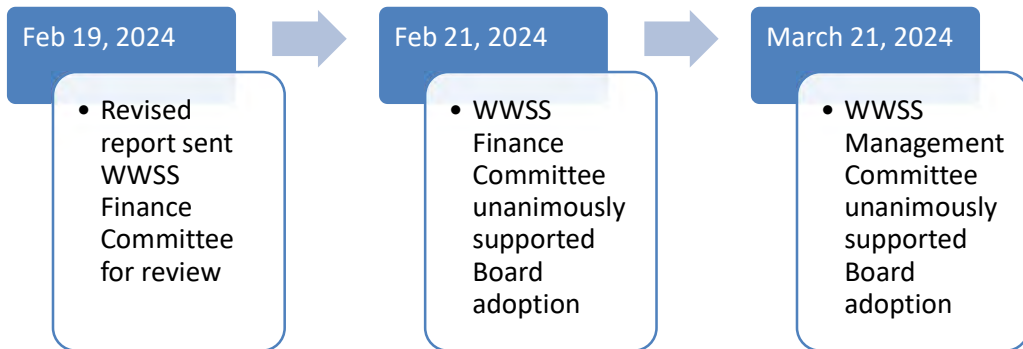 Feb 19, 2024
• Revised
report sent
WWSS
Finance
Committee
for review
Feb 21, 2024
• WWSS
Finance
Committee
unanimously
supported
Board
adoption
March 21, 2024
• WWSS
Management
Committee
unanimously
supported
Board
adoption